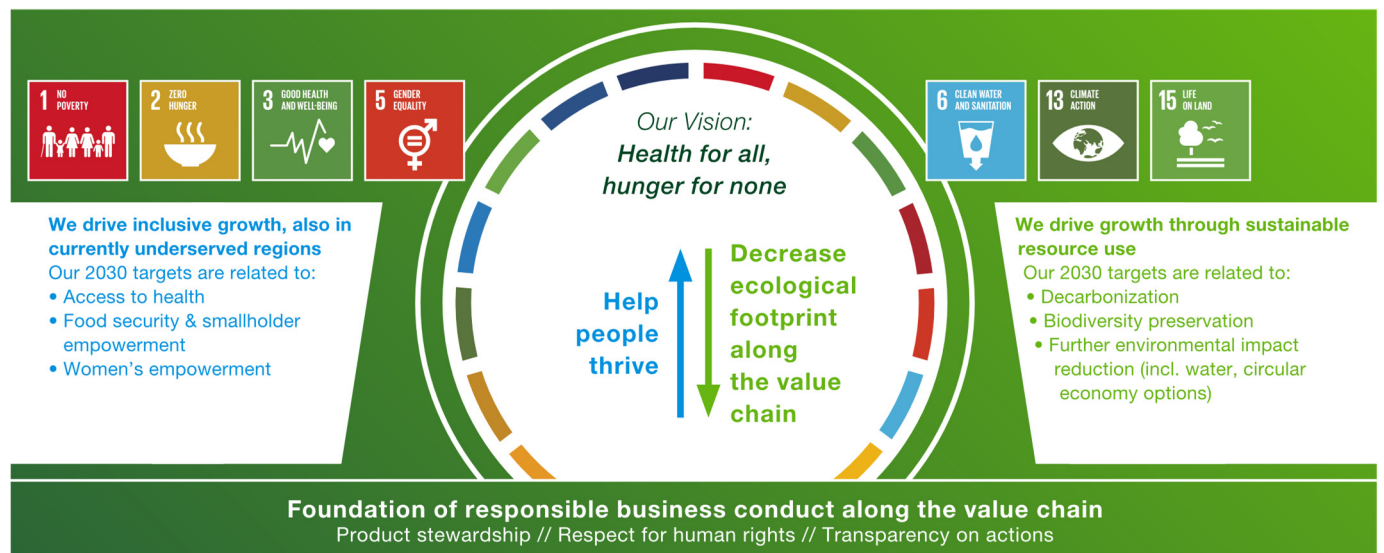 1 NO
POVERTY
2 ZERO
HUNGER
3 GOOD HEALTH
AND WELL-BEING
5 GENDER
EQUALITY
We drive inclusive growth, also in
currently underserved regions
Our 2030 targets are related to:
• Access to health
• Food security & smallholder
empowerment
• Women’s empowerment
Our Vision:
Health for all,
hunger for none
Help
people
thrive
Decrease
ecological
footprint
along
the value
chain
6 CLEAN WATER
AND SANITATION
13 CLIMATE
ACTION
15 LIFE
ON LAND
We drive growth through sustainable
resource use
Our 2030 targets are related to:
• Decarbonization
• Biodiversity preservation
• Further environmental impact
reduction (incl. water, circular
economy options)
Foundation of responsible business conduct along the value chain
Product stewardship // Respect for human rights // Transparency on actions